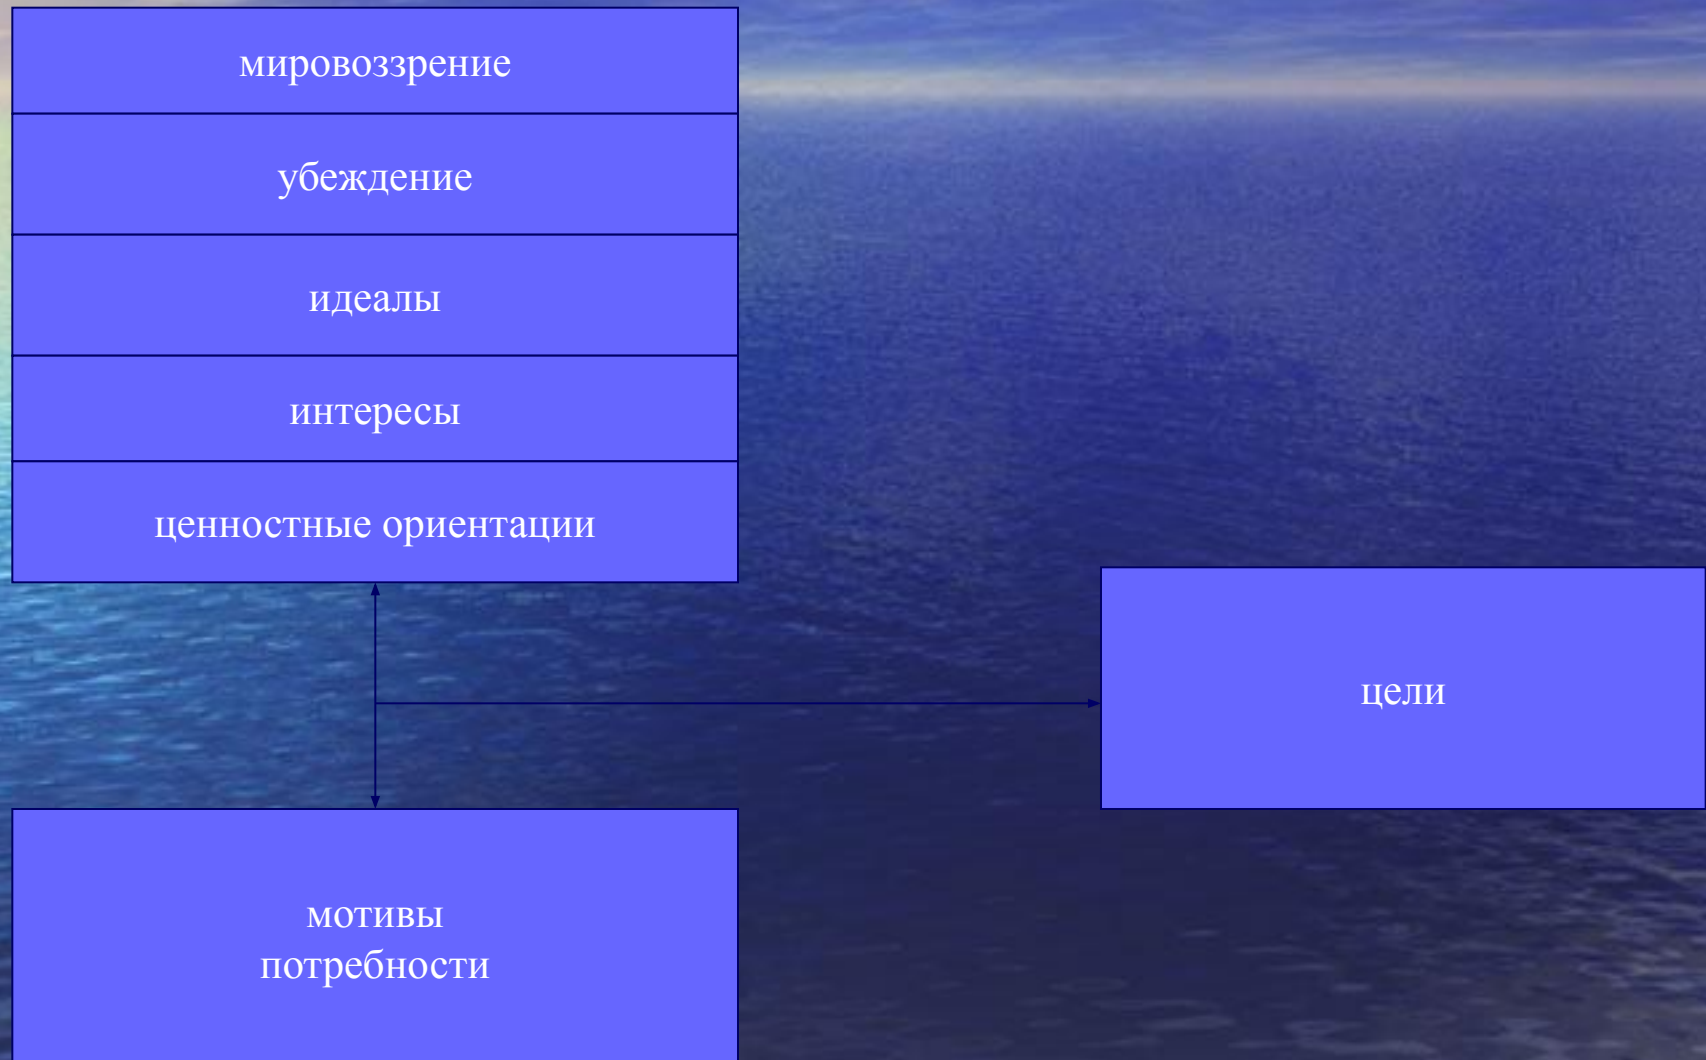 мировоззрение
убеждение
идеалы
интересы
ценностные ориентации
цели
мотивы
потребности